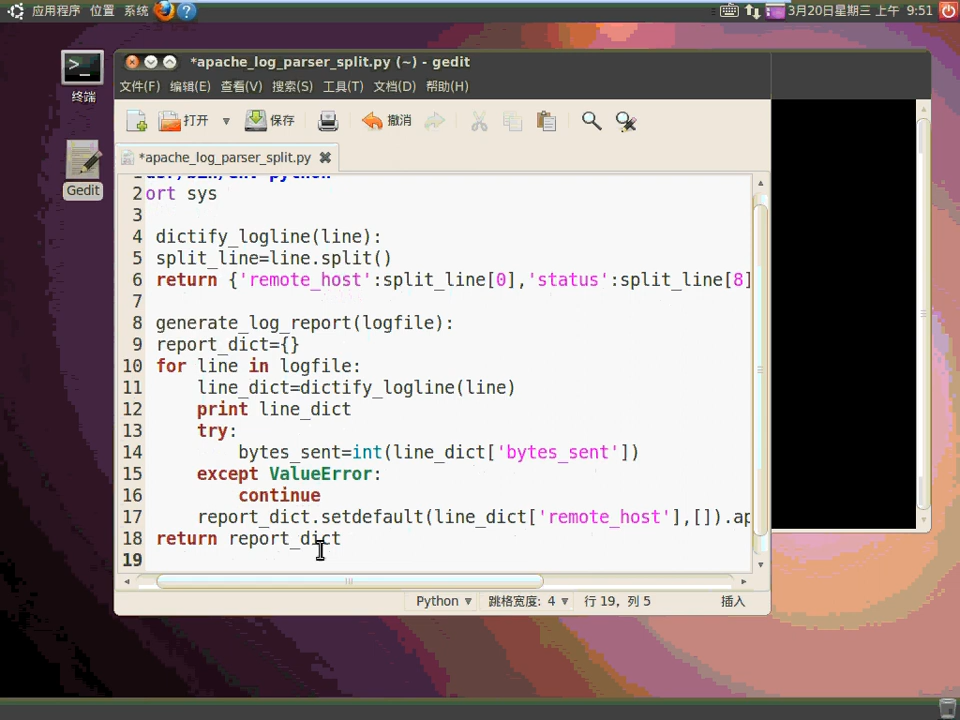 应用程序 位置 系统 3月20日星期三 上午 9:51
终端
Gedit
*apache_log_parser_split.py (~) - gedit
文件(F) 编辑(E) 查看(V) 搜索(S) 工具(T) 文档(D) 帮助(H)
打开 保存 撤消
*apache_log_parser_split.py
1 usr/bin/env python
2 ort sys
3
4 dictify_logline(line):
5 split_line=line.split()
6 return {'remote_host':split_line[0],'status':split_line[8]
7
8 generate_log_report(logfile):
9 report_dict={}
10 for line in logfile:
11 line_dict=dictify_logline(line)
12 print line_dict
13 try:
14 bytes_sent=int(line_dict['bytes_sent'])
15 except ValueError:
16 continue
17 report_dict.setdefault(line_dict['remote_host'],[]).ap
18 return report_dict
19
Python 跳格宽度: 4 行 19, 列 5 插入